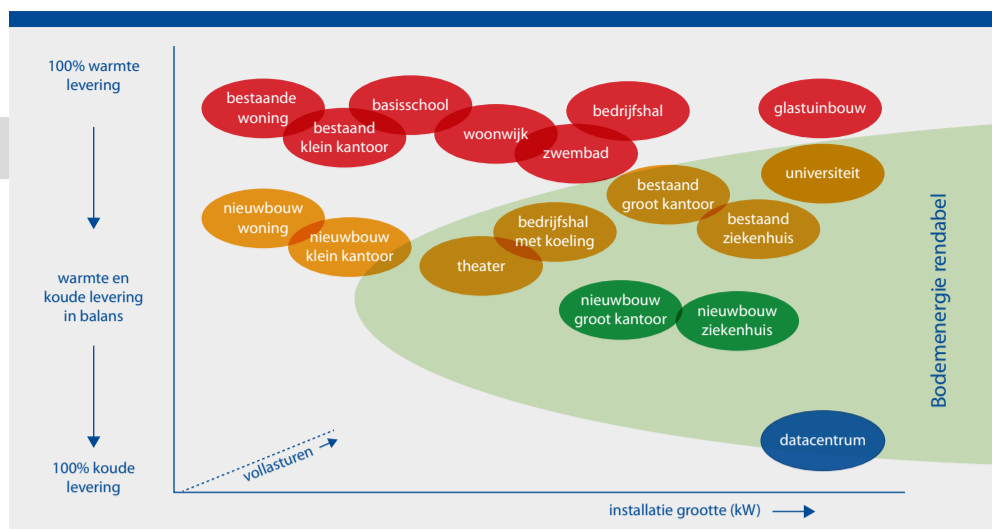 100% warmte
levering
warmte en
koude levering
in balans
100% koude
levering
bestaande
woning
bestaand
klein kantoor
basisschool
woonwijk
zwembad
bedrijfshal
glastuinbouw
nieuwbouw
woning
nieuwbouw
klein kantoor
theater
bedrijfshal
met koeling
bestaand
groot kantoor
bestaand
ziekenhuis
universiteit
nieuwbouw
groot kantoor
nieuwbouw
ziekenhuis
datacentrum
Bodemenergie rendabel
vollasturen
installatie grootte (kW)